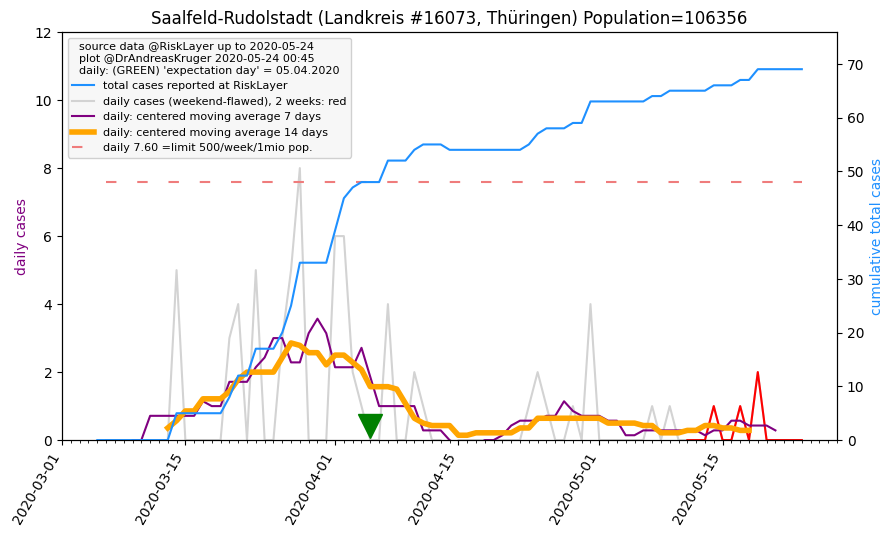 Saalfeld-Rudolstadt (Landkreis #16073, Thüringen) Population=106356
source data @RiskLayer up to 2020-05-24
plot @DrAndreasKruger 2020-05-24 00:45
daily: (GREEN) 'expectation day' = 05.04.2020
total cases reported at RiskLayer
daily cases (weekend-flawed), 2 weeks: red
daily: centered moving average 7 days
daily: centered moving average 14 days
daily 7.60 =limit 500/week/1mio pop.
daily cases
12
10
8
6
4
2
0
cumulative total cases
70
60
50
40
30
20
10
0
2020-03-01
2020-03-15
2020-04-01
2020-04-15
2020-05-01
2020-05-15